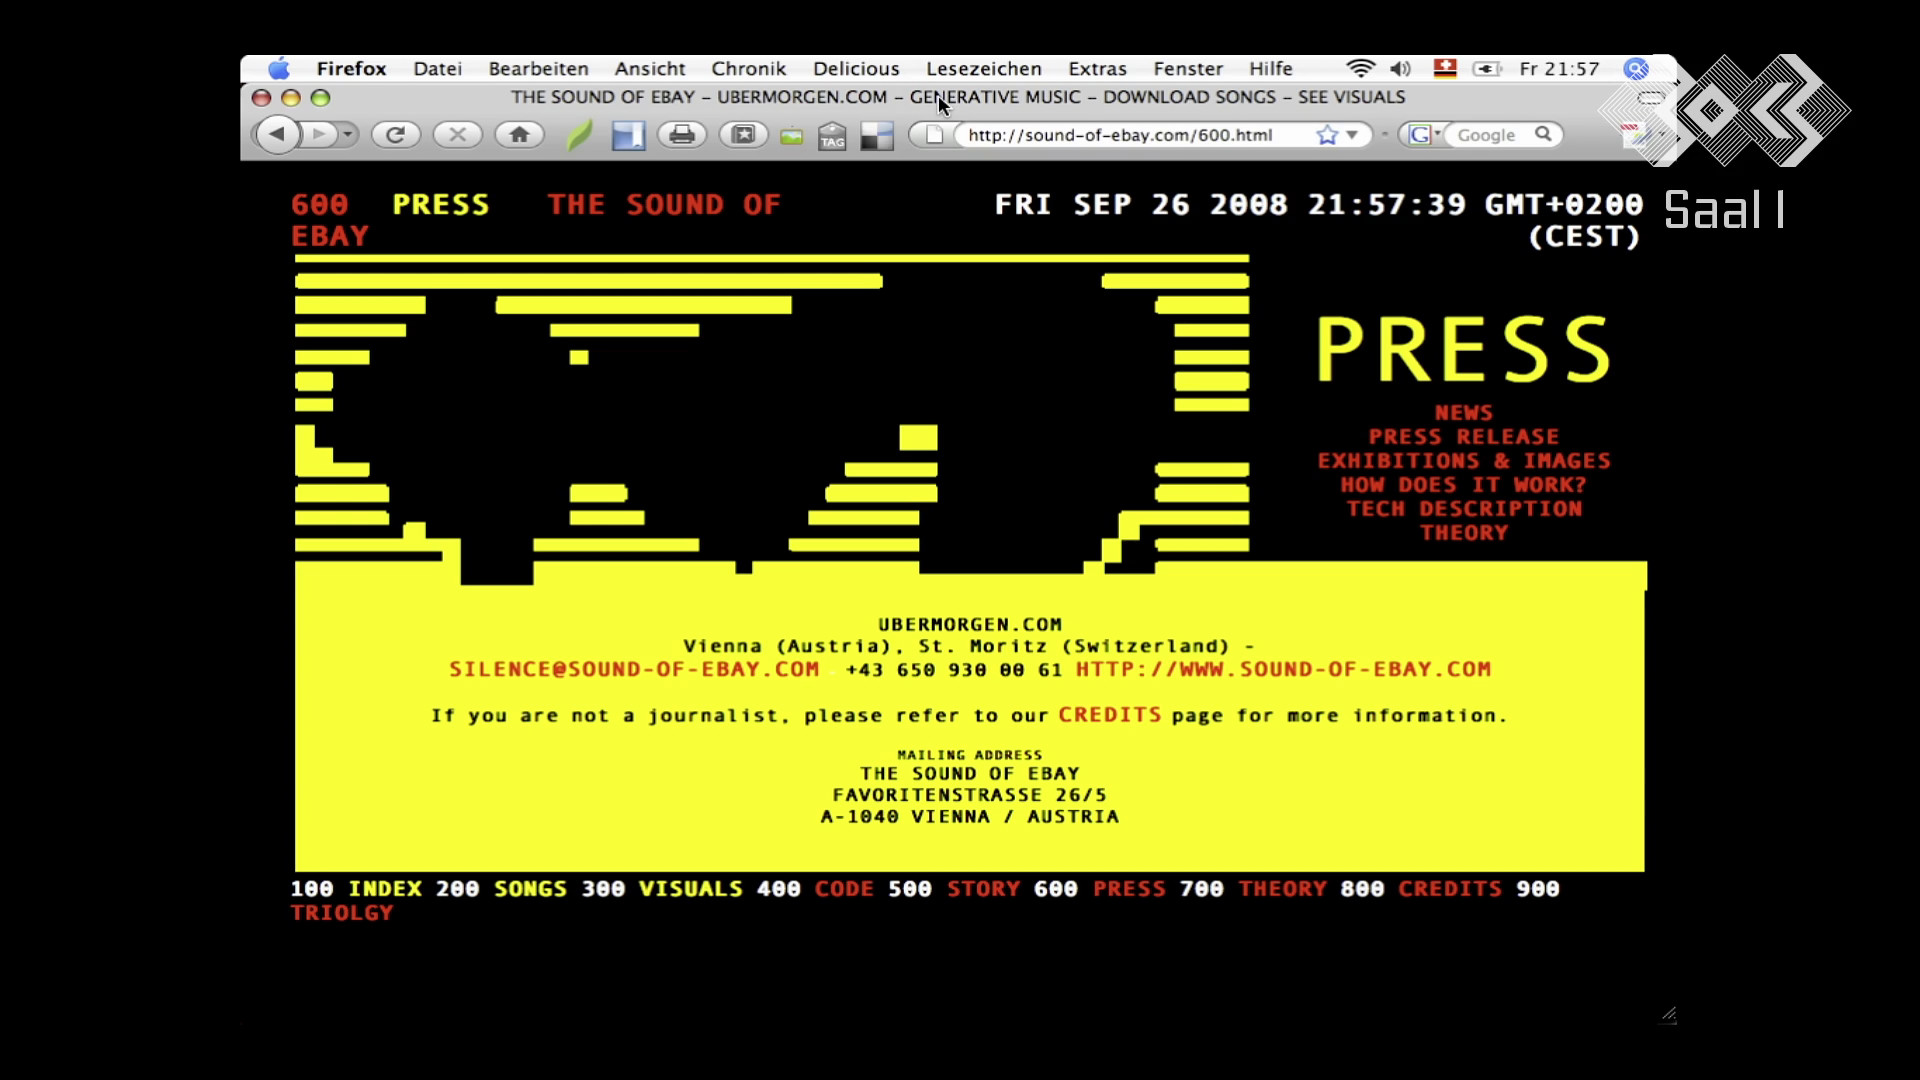 Firefox Datei Bearbeiten Ansicht Chronik Delicious Lesezeichen Extras Fenster Hilfe Fr 21:57
THE SOUND OF EBAY – UBERMORGEN.COM – GENERATIVE MUSIC – DOWNLOAD SONGS – SEE VISUALS
TAG http://sound-of-ebay.com/600.html G Google
600 PRESS THE SOUND OF
EBAY
FRI SEP 26 2008 21:57:39 GMT+0200
(CEST)
Saal 1
PRESS
NEWS
PRESS RELEASE
EXHIBITIONS & IMAGES
HOW DOES IT WORK?
TECH DESCRIPTION
THEORY
UBERMORGEN.COM
Vienna (Austria), St. Moritz (Switzerland) -
SILENCE@SOUND-OF-EBAY.COM - +43 650 930 00 61 HTTP://WWW.SOUND-OF-EBAY.COM
If you are not a journalist, please refer to our CREDITS page for more information.
MAILING ADDRESS
THE SOUND OF EBAY
FAVORITENSTRASSE 26/5
A-1040 VIENNA / AUSTRIA
100 INDEX 200 SONGS 300 VISUALS 400 CODE 500 STORY 600 PRESS 700 THEORY 800 CREDITS 900
TRIOLGY